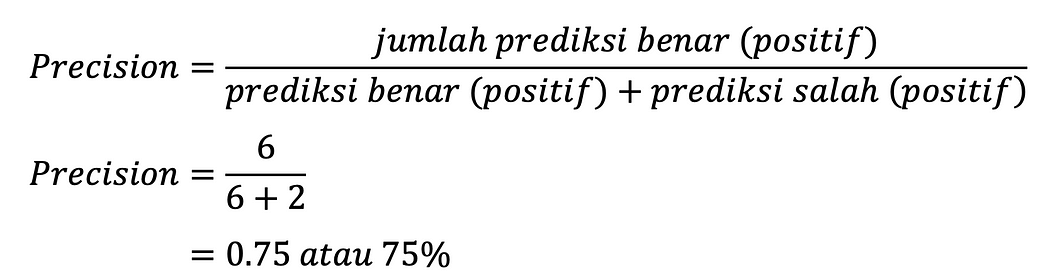 Precision = jumlah prediksi benar (positif) / prediksi benar (positif) + prediksi salah (positif)
Precision = 6 / 6 + 2
= 0.75 atau 75%